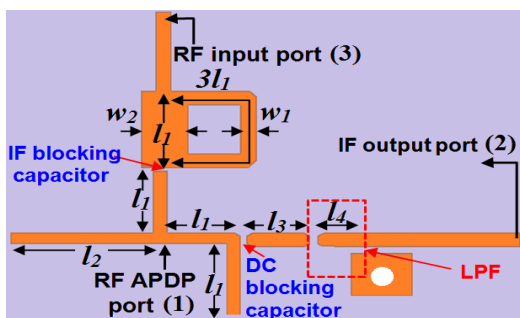 RF input port (3)
3l₁
w₂
l₁
w₁
IF blocking
capacitor
IF output port (2)
l₁
l₁
l₃
l₄
l₂
RF APDP
port (1)
l₁
DC
blocking
capacitor
LPF